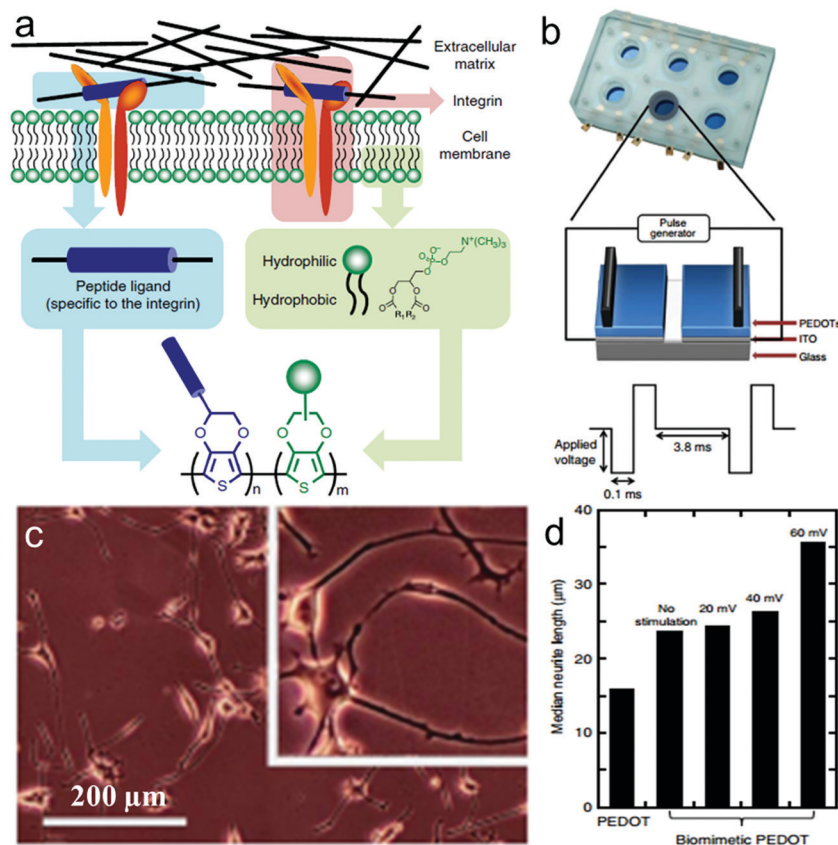 a
Extracellular
matrix
Integrin
Cell
membrane
Peptide ligand
(specific to the integrin)
Hydrophilic
Hydrophobic
N⁺(CH₃)₃
O⁻
O P O
O
O O
O O
R₁ R₂
O O
S
n
O O
S
m
b
Pulse
generator
PEDOTs
ITO
Glass
Applied
voltage
3.8 ms
0.1 ms
c
200 µm
d
Median neurite length (µm)
40
30
20
10
0
No
stimulation
20 mV
40 mV
60 mV
PEDOT
Biomimetic PEDOT